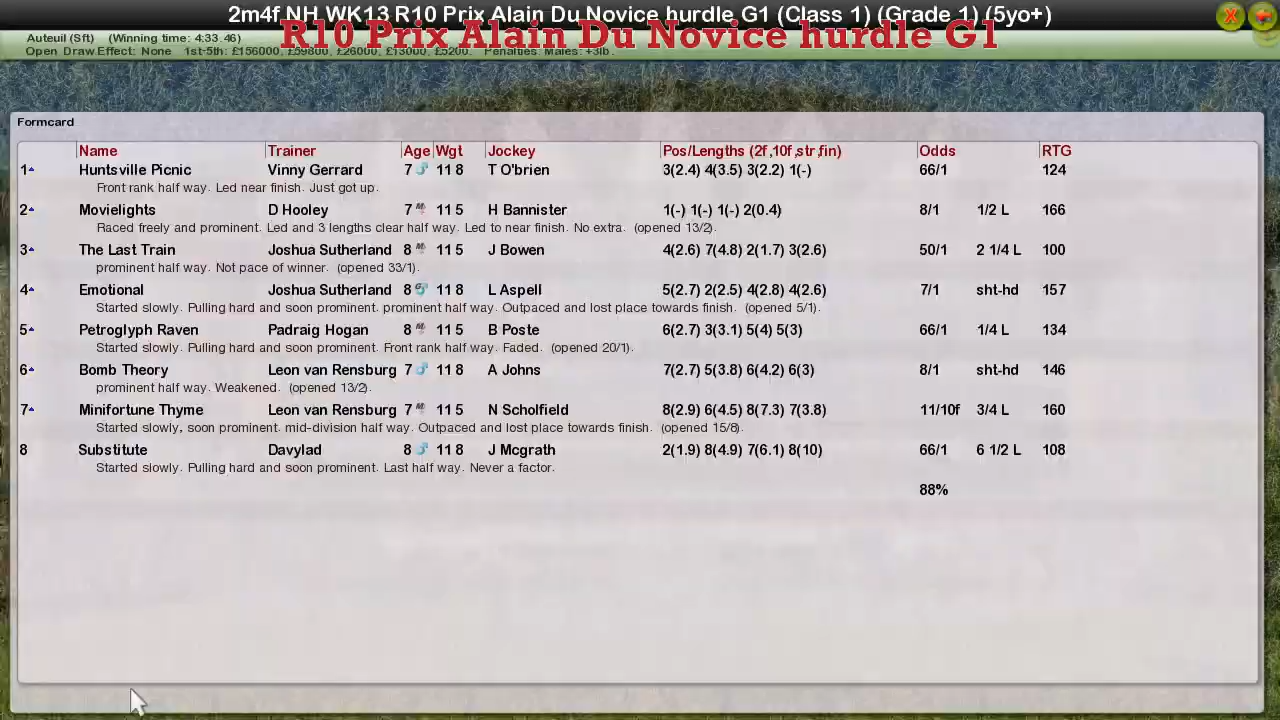 2m4f NH WK13 R10 Prix Alain Du Novice hurdle G1 (Class 1) (Grade 1) (5yo+)
R10 Prix Alain Du Novice hurdle G1
Auteuil (Sft) (Winning time: 4:33.46)
Open Draw Effect: None 1st-5th: £156000, £59800, £26000, £13000, £5200. Penalties: Males: +3lb.
Formcard
Name Trainer Age Wgt Jockey Pos/Lengths (2f,10f,str,fin) Odds RTG
1 Huntsville Picnic Vinny Gerrard 7 11 8 T O'brien 3(2.4) 4(3.5) 3(2.2) 1(-) 66/1 124
Front rank half way. Led near finish. Just got up.
2 Movielights D Hooley 7 11 5 H Bannister 1(-) 1(-) 1(-) 2(0.4) 8/1 1/2 L 166
Raced freely and prominent. Led and 3 lengths clear half way. Led to near finish. No extra. (opened 13/2).
3 The Last Train Joshua Sutherland 8 11 5 J Bowen 4(2.6) 7(4.8) 2(1.7) 3(2.6) 50/1 2 1/4 L 100
prominent half way. Not pace of winner. (opened 33/1).
4 Emotional Joshua Sutherland 8 11 8 L Aspell 5(2.7) 2(2.5) 4(2.8) 4(2.6) 7/1 sht-hd 157
Started slowly. Pulling hard and soon prominent. prominent half way. Outpaced and lost place towards finish. (opened 5/1).
5 Petroglyph Raven Padraig Hogan 8 11 5 B Poste 6(2.7) 3(3.1) 5(4) 5(3) 66/1 1/4 L 134
Started slowly. Pulling hard and soon prominent. Front rank half way. Faded. (opened 20/1).
6 Bomb Theory Leon van Rensburg 7 11 8 A Johns 7(2.7) 5(3.8) 6(4.2) 6(3) 8/1 sht-hd 146
prominent half way. Weakened. (opened 13/2).
7 Minifortune Thyme Leon van Rensburg 7 11 5 N Scholfield 8(2.9) 6(4.5) 8(7.3) 7(3.8) 11/10f 3/4 L 160
Started slowly, soon prominent. mid-division half way. Outpaced and lost place towards finish. (opened 15/8).
8 Substitute Davylad 8 11 8 J Mcgrath 2(1.9) 8(4.9) 7(6.1) 8(10) 66/1 6 1/2 L 108
Started slowly. Pulling hard and soon prominent. Last half way. Never a factor.
88%